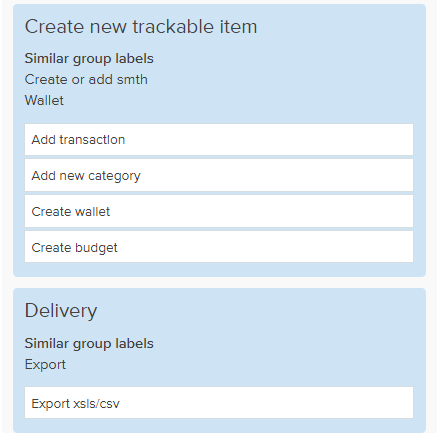 Create new trackable item
Similar group labels
Create or add smth
Wallet
Add transaction
Add new category
Create wallet
Create budget
Delivery
Similar group labels
Export
Export xsls/csv